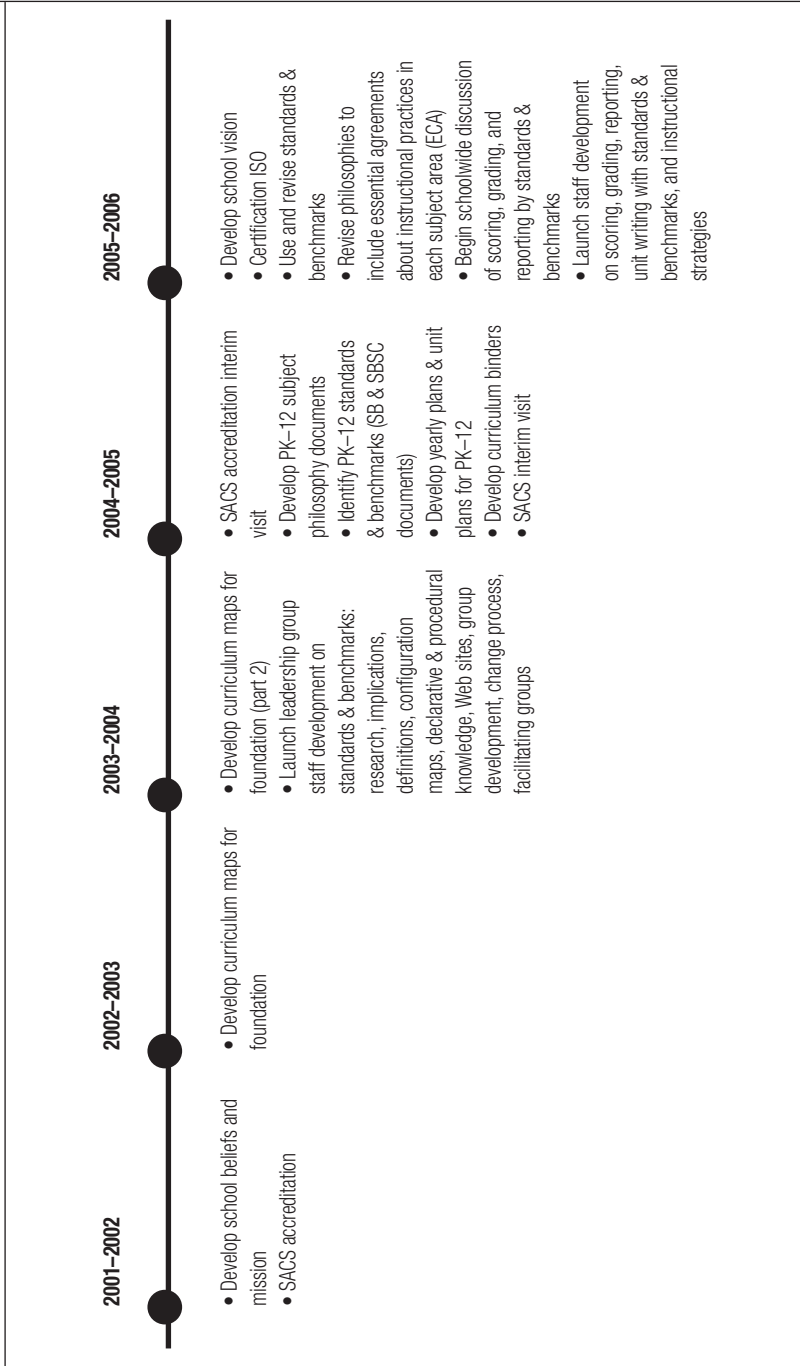 2001–2002
• Develop school beliefs and
mission
• SACS accreditation
2002–2003
• Develop curriculum maps for
foundation
2003–2004
• Develop curriculum maps for
foundation (part 2)
• Launch leadership group
staff development on
standards & benchmarks:
research, implications,
definitions, configuration
maps, declarative & procedural
knowledge, Web sites, group
development, change process,
facilitating groups
2004–2005
• SACS accreditation interim
visit
• Develop PK–12 subject
philosophy documents
• Identify PK–12 standards
& benchmarks (SB & SBSC
documents)
• Develop yearly plans & unit
plans for PK–12
• Develop curriculum binders
• SACS interim visit
2005–2006
• Develop school vision
• Certification ISO
• Use and revise standards &
benchmarks
• Revise philosophies to
include essential agreements
about instructional practices in
each subject area (ECA)
• Begin schoolwide discussion
of scoring, grading, and
reporting by standards &
benchmarks
• Launch staff development
on scoring, grading, reporting,
unit writing with standards &
benchmarks, and instructional
strategies